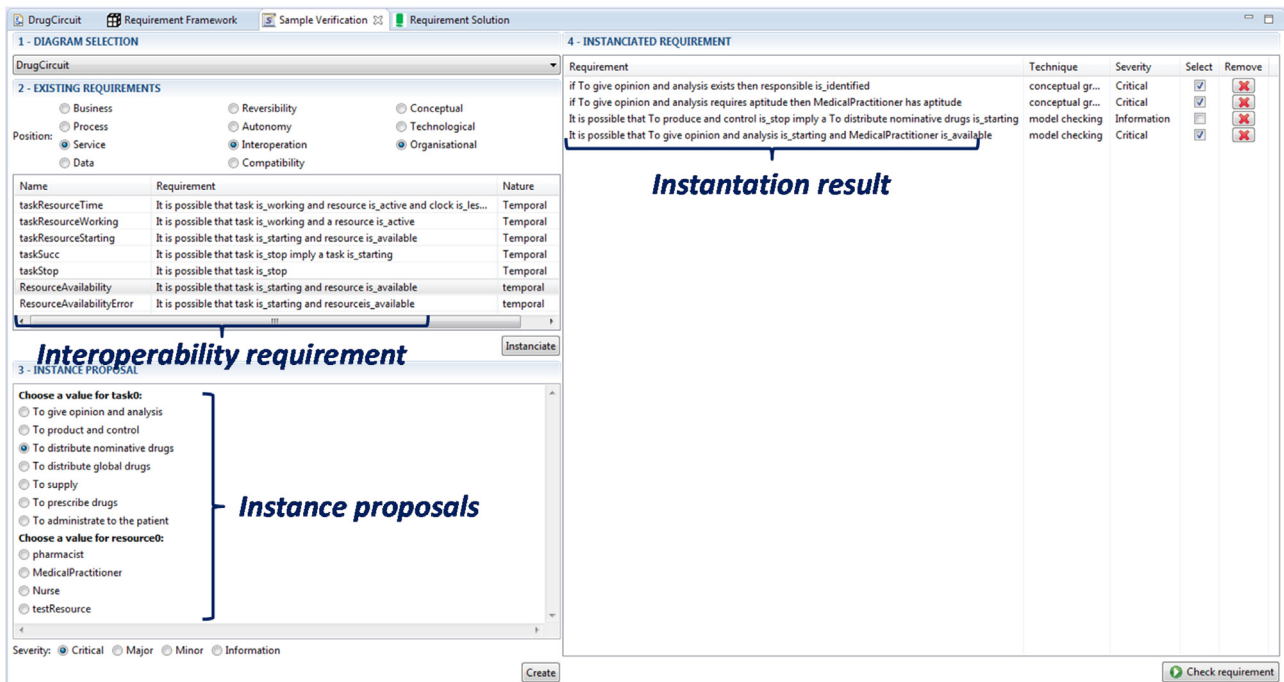 DrugCircuit Requirement Framework Sample Verification Requirement Solution
1 - DIAGRAM SELECTION
DrugCircuit
2 - EXISTING REQUIREMENTS
Position:
Business Reversibility Conceptual
Process Autonomy Technological
Service Interoperation Organisational
Data Compatibility
Name Requirement Nature
taskResourceTime It is possible that task is_working and resource is_active and clock is_les... Temporal
taskResourceWorking It is possible that task is_working and a resource is_active Temporal
taskResourceStarting It is possible that task is_starting and resource is_available Temporal
taskSucc It is possible that task is_stop imply a task is_starting Temporal
taskStop It is possible that task is_stop Temporal
ResourceAvailability It is possible that task is_starting and resource is_available temporal
ResourceAvailabilityError It is possible that task is_starting and resourceis_available temporal
Interoperability requirement
Instanciate
3 - INSTANCE PROPOSAL
Choose a value for task0:
To give opinion and analysis
To product and control
To distribute nominative drugs
To distribute global drugs
To supply
To prescribe drugs
To administrate to the patient
Choose a value for resource0:
pharmacist
MedicalPractitioner
Nurse
testResource
Instance proposals
Severity: Critical Major Minor Information
Create
4 - INSTANCIATED REQUIREMENT
Requirement Technique Severity Select Remove
if To give opinion and analysis exists then responsible is_identified conceptual gr... Critical
if To give opinion and analysis requires aptitude then MedicalPractitioner has aptitude conceptual gr... Critical
It is possible that To produce and control is_stop imply a To distribute nominative drugs is_starting model checking Information
It is possible that To give opinion and analysis is_starting and MedicalPractitioner is_available model checking Critical
Instantation result
Check requirement